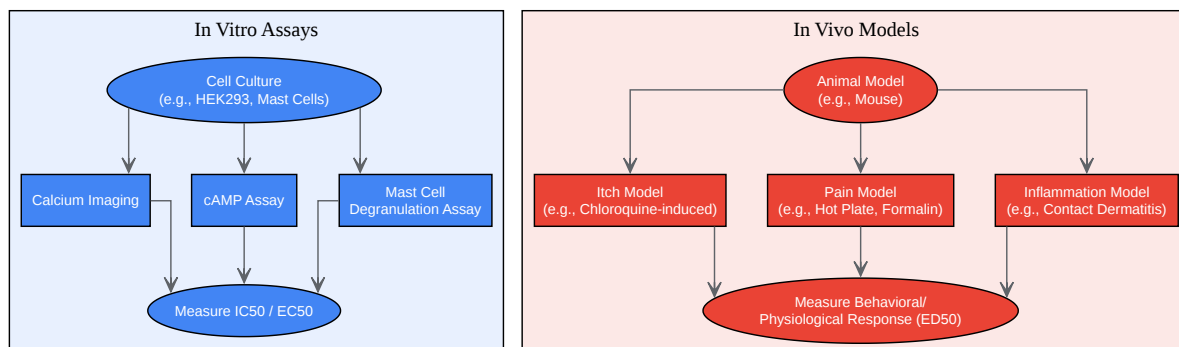 In Vitro Assays
Cell Culture
(e.g., HEK293, Mast Cells)
Calcium Imaging
cAMP Assay
Mast Cell
Degranulation Assay
Measure IC50 / EC50
In Vivo Models
Animal Model
(e.g., Mouse)
Itch Model
(e.g., Chloroquine-induced)
Pain Model
(e.g., Hot Plate, Formalin)
Inflammation Model
(e.g., Contact Dermatitis)
Measure Behavioral/
Physiological Response (ED50)